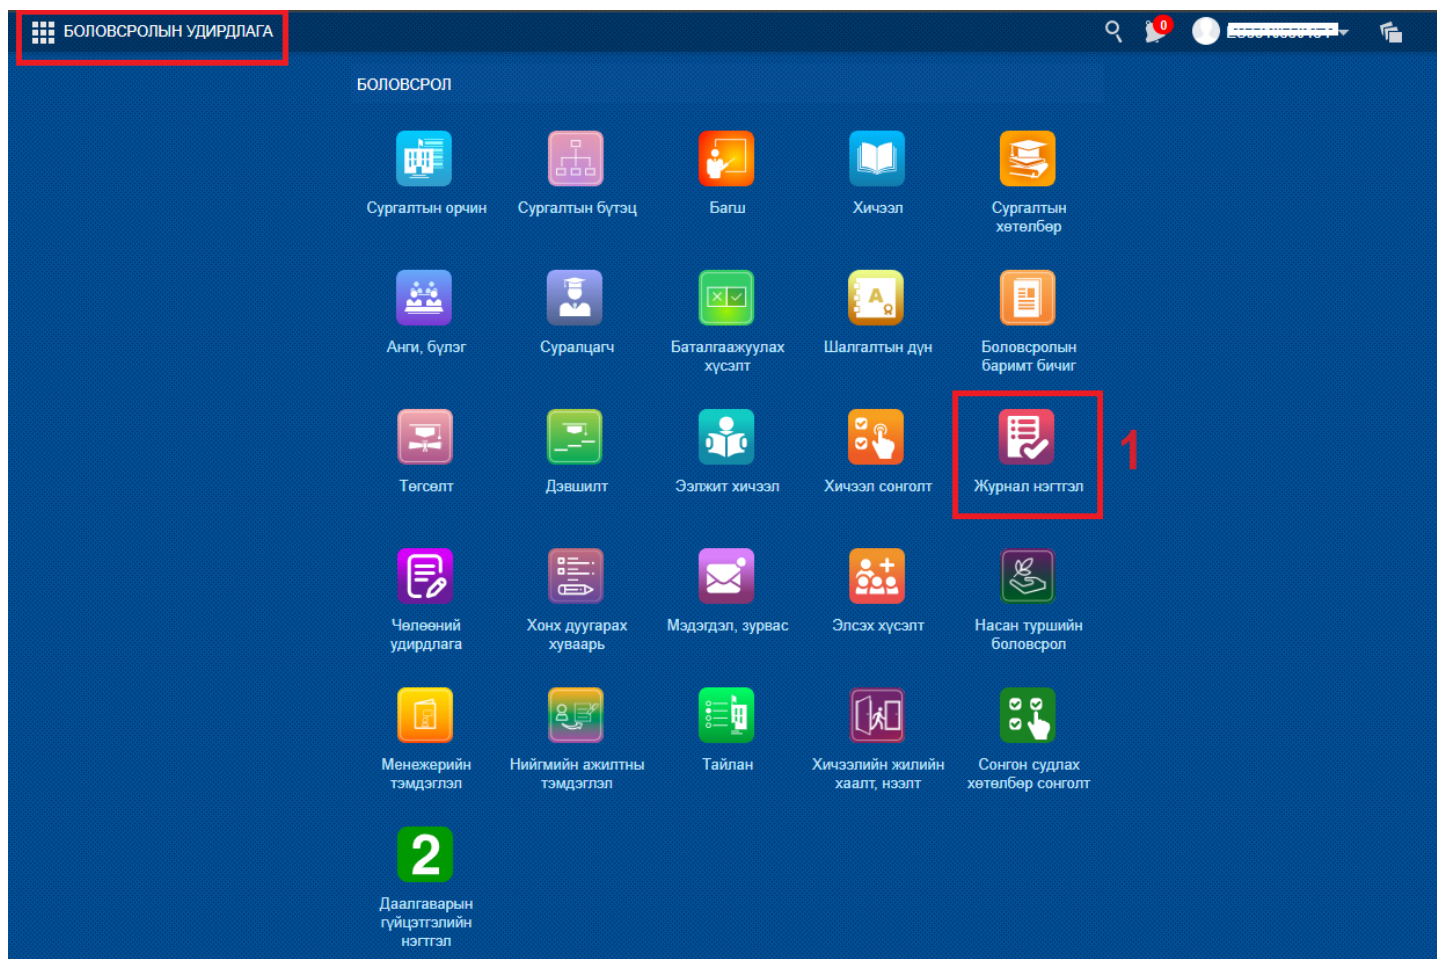 БОЛОВСРОЛЫН УДИРДЛАГА
0
БОЛОВСРОЛ
Сургалтын орчин
Сургалтын бүтэц
Багш
Хичээл
Сургалтын
хөтөлбөр
Анги, бүлэг
Суралцагч
Баталгаажуулах
хүсэлт
A
Шалгалтын дүн
Боловсролын
баримт бичиг
Төгсөлт
Дэвшилт
Ээлжит хичээл
Хичээл сонголт
Журнал нэгтгэл
1
Чөлөөний
удирдлага
Хонх дуугарах
хуваарь
Мэдэгдэл, зурвас
Элсэх хүсэлт
Насан туршийн
боловсрол
Менежерийн
тэмдэглэл
Нийгмийн ажилтны
тэмдэглэл
Тайлан
Хичээлийн жилийн
хаалт, нээлт
Сонгон судлах
хөтөлбөр сонголт
2
Даалгаварын
гүйцэтгэлийн
нэгтгэл